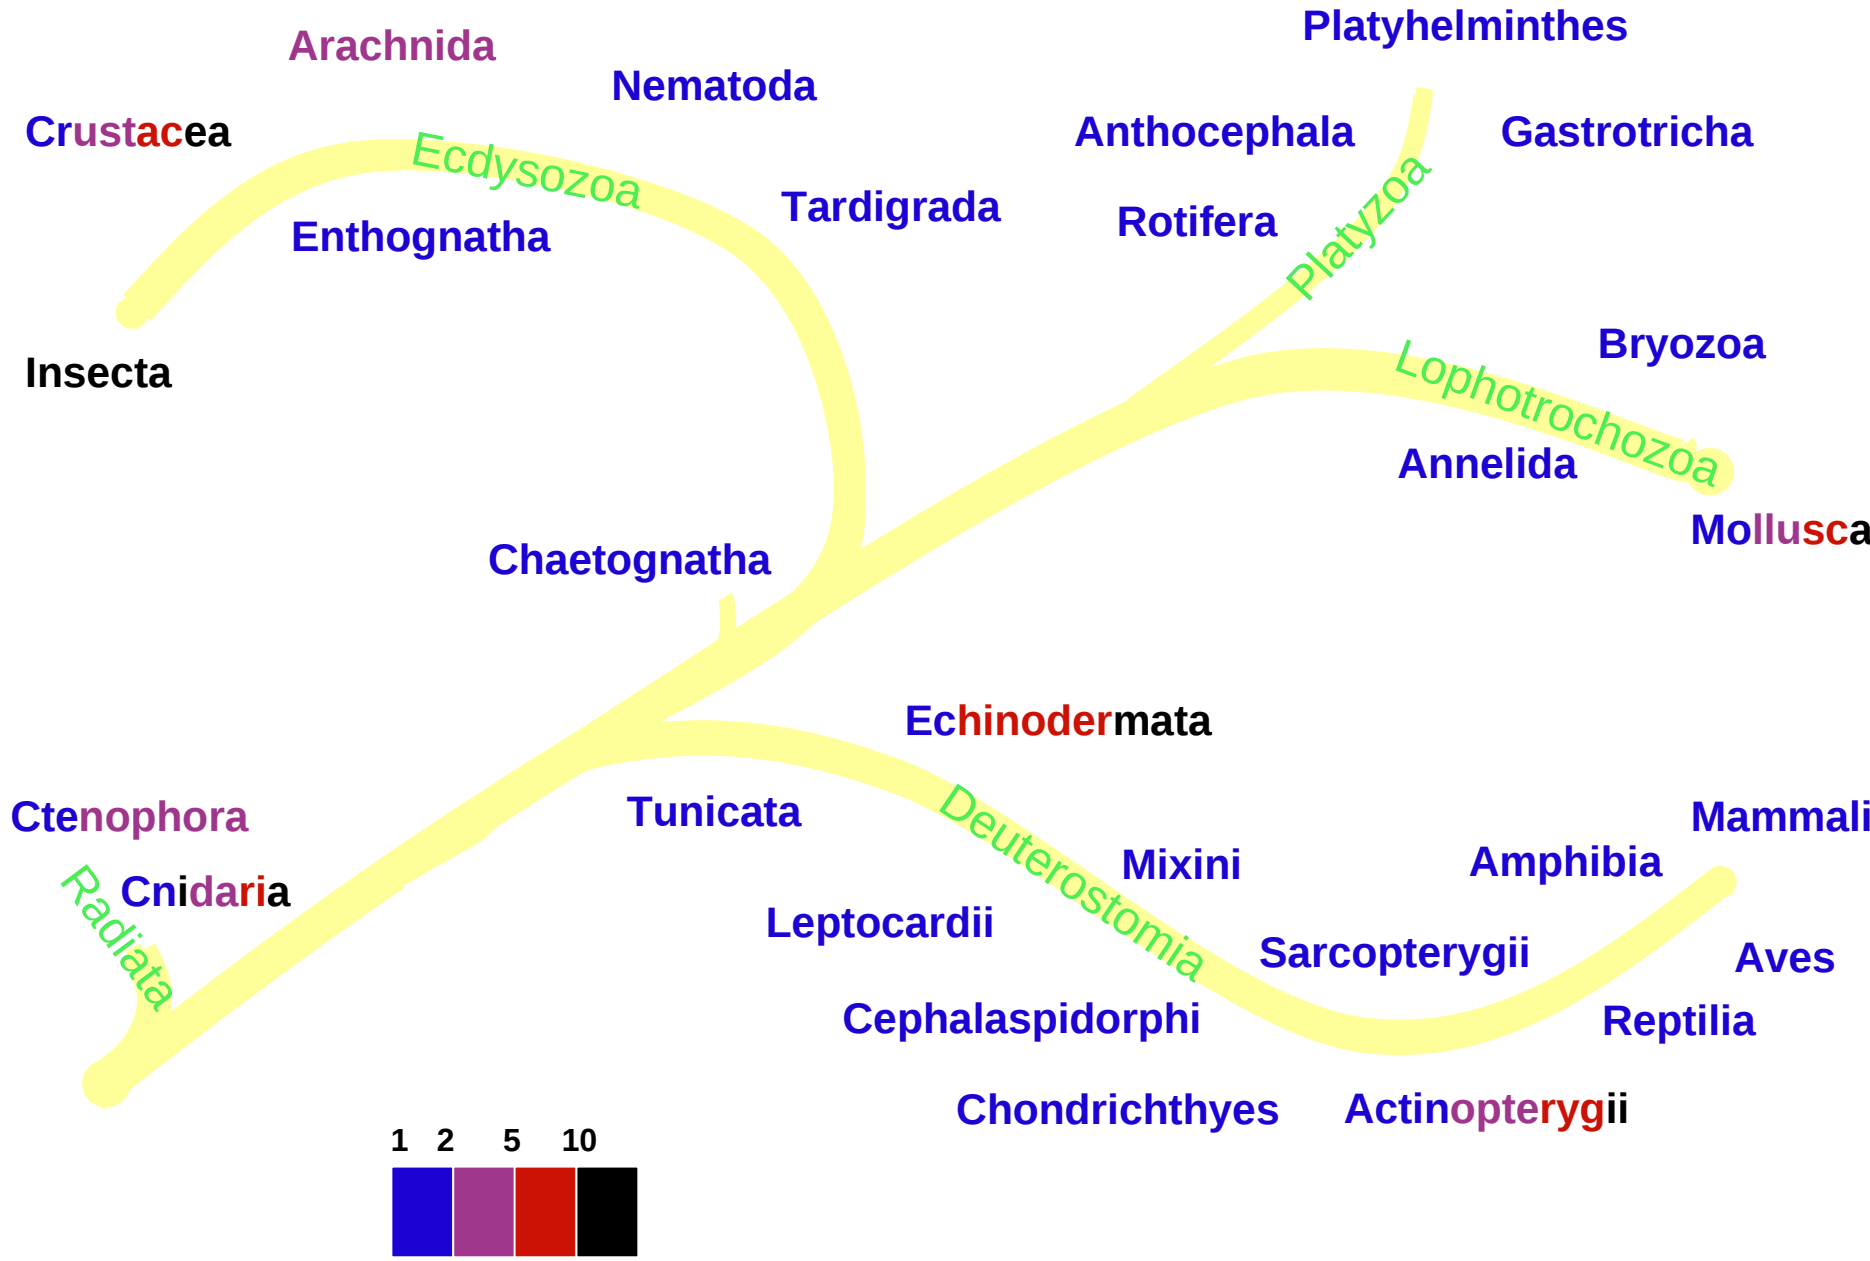 Platyhelminthes
Arachnida
Nematoda
Crustacea
Anthocephala
Gastrotricha
Ecdysozoa
Tardigrada
Rotifera
Platyzoa
Enthognatha
Insecta
Bryozoa
Lophotrochozoa
Annelida
Mollusca
Chaetognatha
Echinodermata
Ctenophora
Tunicata
Mammali
Deuterostomia
Mixini
Amphibia
Cnidaria
Radiata
Leptocardii
Sarcopterygii
Aves
Cephalaspidorphi
Reptilia
Chondrichthyes
Actinopterygii
1 2 5 10